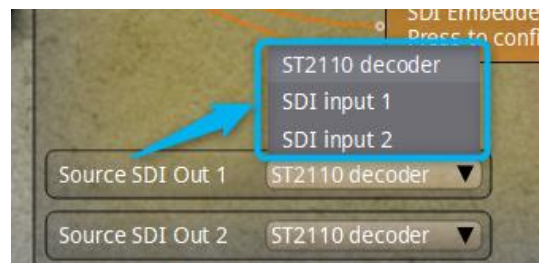 SDI Embedde
Press to confi
ST2110 decoder
SDI input 1
SDI input 2
Source SDI Out 1 ST2110 decoder ▼
Source SDI Out 2 ST2110 decoder ▼